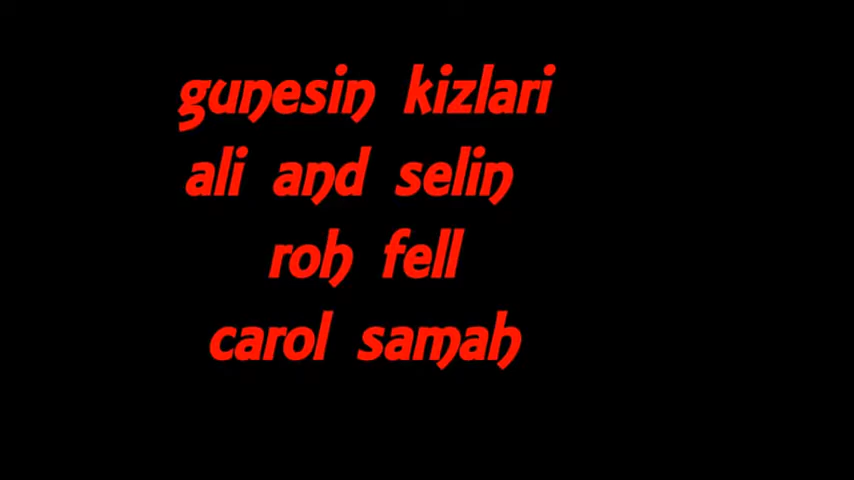 gunesin kizlari
ali and selin
roh fell
carol samah